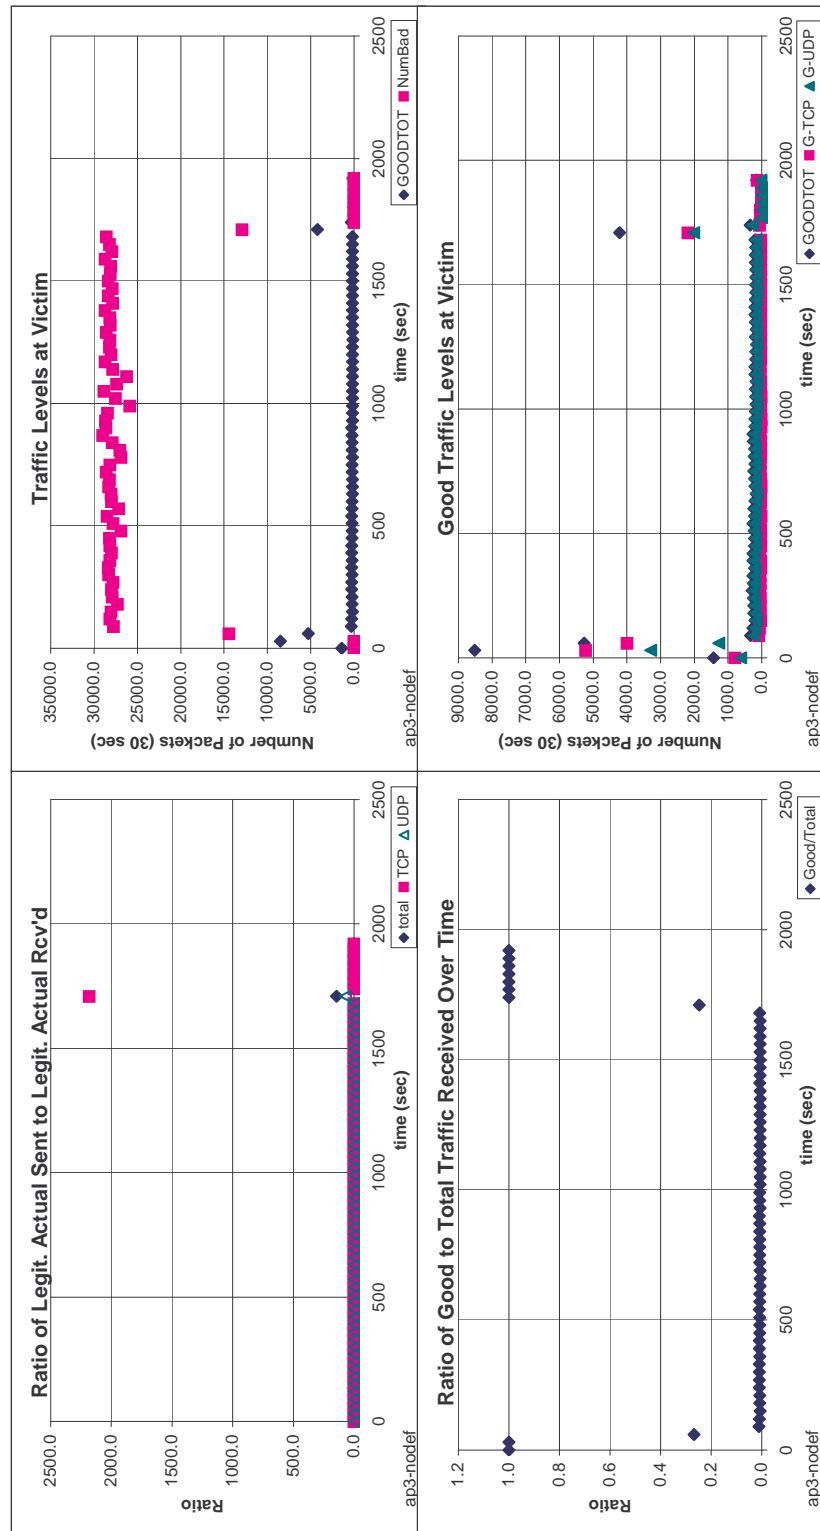 Ratio of Legit. Actual Sent to Legit. Actual Rcv'd
Ratio
2500.0
2000.0
1500.0
1000.0
500.0
0.0
0
500
1000
1500
2000
2500
time (sec)
ap3-nodef
total
TCP
UDP
Traffic Levels at Victim
Number of Packets (30 sec)
35000.0
30000.0
25000.0
20000.0
15000.0
10000.0
5000.0
0.0
0
500
1000
1500
2000
2500
time (sec)
ap3-nodef
GOODTOT
NumBad
Ratio of Good to Total Traffic Received Over Time
Ratio
1.2
1.0
0.8
0.6
0.4
0.2
0.0
0
500
1000
1500
2000
2500
time (sec)
ap3-nodef
Good/Total
Good Traffic Levels at Victim
Number of Packets (30 sec)
9000.0
8000.0
7000.0
6000.0
5000.0
4000.0
3000.0
2000.0
1000.0
0.0
0
500
1000
1500
2000
2500
time (sec)
ap3-nodef
GOODTOT
G-TCP
G-UDP